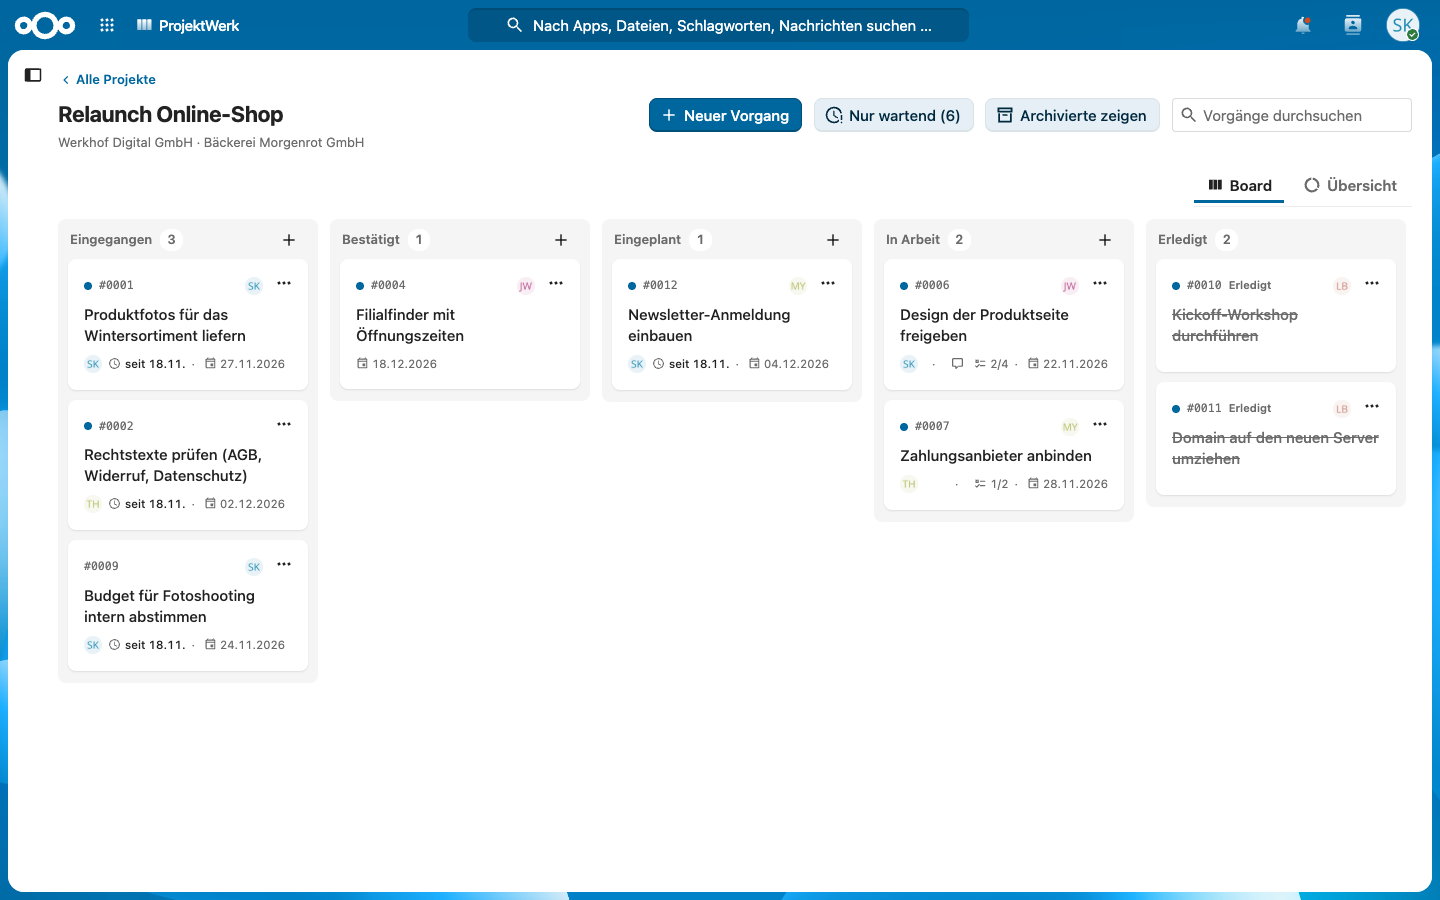 ProjektWerk
Nach Apps, Dateien, Schlagworten, Nachrichten suchen ...
SK
Alle Projekte
Relaunch Online-Shop
Werkhof Digital GmbH · Bäckerei Morgenrot GmbH
Neuer Vorgang
Nur wartend (6)
Archivierte zeigen
Vorgänge durchsuchen
Board
Übersicht
Eingegangen 3
#0001 SK
Produktfotos für das
Wintersortiment liefern
SK seit 18.11. · 27.11.2026
#0002
Rechtstexte prüfen (AGB,
Widerruf, Datenschutz)
TH seit 18.11. · 02.12.2026
#0009 SK
Budget für Fotoshooting
intern abstimmen
SK seit 18.11. · 24.11.2026
Bestätigt 1
#0004 JW
Filialfinder mit
Öffnungszeiten
18.12.2026
Eingeplant 1
#0012 MY
Newsletter-Anmeldung
einbauen
SK seit 18.11. · 04.12.2026
In Arbeit 2
#0006 JW
Design der Produktseite
freigeben
SK · 2/4 · 22.11.2026
#0007 MY
Zahlungsanbieter anbinden
TH · 1/2 · 28.11.2026
Erledigt 2
#0010 Erledigt LB
Kickoff-Workshop
durchführen
#0011 Erledigt LB
Domain auf den neuen Server
umziehen